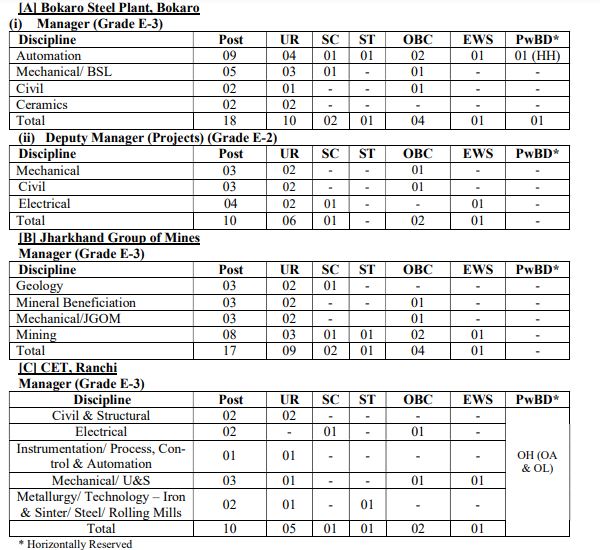 [A] Bokaro Steel Plant, Bokaro
(i) Manager (Grade E-3)
Discipline Post UR SC ST OBC EWS PwBD*
Automation 09 04 01 01 02 01 01 (HH)
Mechanical/ BSL 05 03 01 - 01 - -
Civil 02 01 - - 01 - -
Ceramics 02 02 - - - - -
Total 18 10 02 01 04 01 01
(ii) Deputy Manager (Projects) (Grade E-2)
Discipline Post UR SC ST OBC EWS PwBD*
Mechanical 03 02 - - 01 - -
Civil 03 02 - - 01 - -
Electrical 04 02 01 - - 01 -
Total 10 06 01 - 02 01 -
[B] Jharkhand Group of Mines
Manager (Grade E-3)
Discipline Post UR SC ST OBC EWS PwBD*
Geology 03 02 01 - - - -
Mineral Beneficiation 03 02 - - 01 - -
Mechanical/JGOM 03 02 - 01 - -
Mining 08 03 01 01 02 01 -
Total 17 09 02 01 04 01 -
[C] CET, Ranchi
Manager (Grade E-3)
Discipline Post UR SC ST OBC EWS PwBD*
Civil & Structural 02 02 - - - -
Electrical 02 - 01 - 01 -
Instrumentation/ Process, Con-
trol & Automation 01 01 - - - - OH (OA
& OL)
Mechanical/ U&S 03 01 - - 01 01
Metallurgy/ Technology – Iron
& Sinter/ Steel/ Rolling Mills 02 01 - 01 - -
Total 10 05 01 01 02 01
* Horizontally Reserved